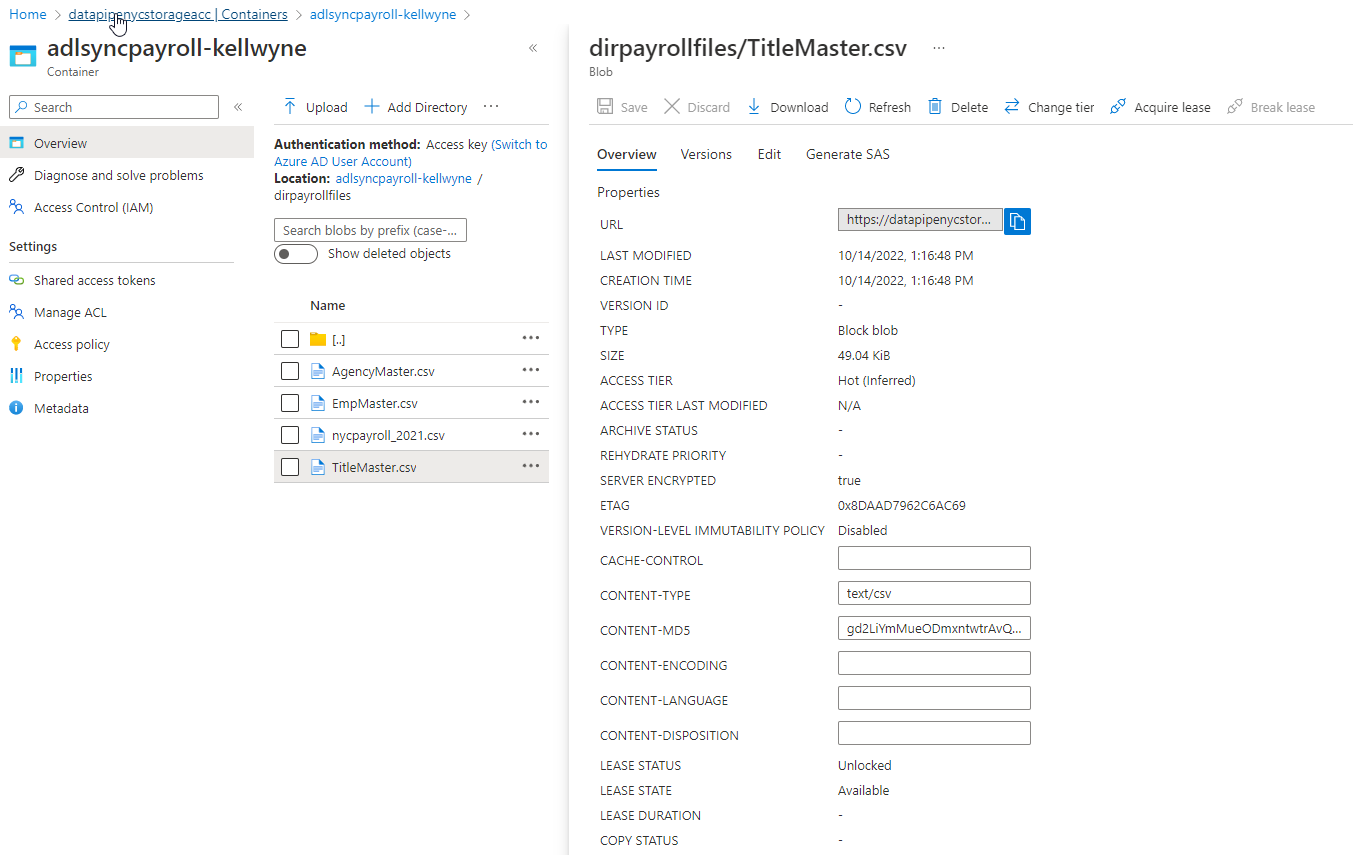 Home > datapipenycstorageacc | Containers > adlsyncpayroll-kellwyne >
adlsyncpayroll-kellwyne
Container
«
Search
«
Overview
Diagnose and solve problems
Access Control (IAM)
Settings
Shared access tokens
Manage ACL
Access policy
Properties
Metadata
Upload Add Directory ···
Authentication method: Access key (Switch to
Azure AD User Account)
Location: adlsyncpayroll-kellwyne /
dirpayrollfiles
Search blobs by prefix (case-...
Show deleted objects
Name
[..] ···
AgencyMaster.csv ···
EmpMaster.csv ···
nycpayroll_2021.csv ···
TitleMaster.csv ···
dirpayrollfiles/TitleMaster.csv ···
Blob
Save Discard Download Refresh Delete Change tier Acquire lease Break lease
Overview Versions Edit Generate SAS
Properties
URL https://datapipenycstor...
LAST MODIFIED 10/14/2022, 1:16:48 PM
CREATION TIME 10/14/2022, 1:16:48 PM
VERSION ID -
TYPE Block blob
SIZE 49.04 KiB
ACCESS TIER Hot (Inferred)
ACCESS TIER LAST MODIFIED N/A
ARCHIVE STATUS -
REHYDRATE PRIORITY -
SERVER ENCRYPTED true
ETAG 0x8DAAD7962C6AC69
VERSION-LEVEL IMMUTABILITY POLICY Disabled
CACHE-CONTROL
CONTENT-TYPE text/csv
CONTENT-MD5 gd2LiYmMueODmxntwtrAvQ...
CONTENT-ENCODING
CONTENT-LANGUAGE
CONTENT-DISPOSITION
LEASE STATUS Unlocked
LEASE STATE Available
LEASE DURATION -
COPY STATUS -